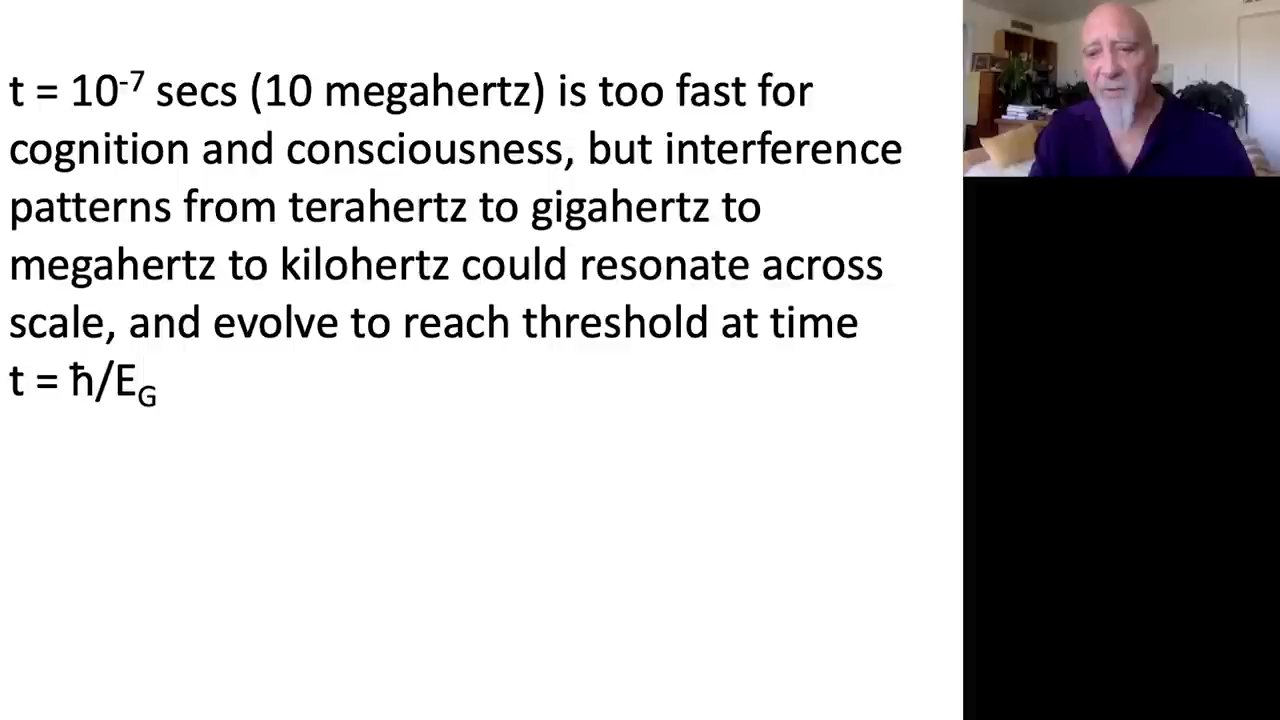 t = 10⁻⁷ secs (10 megahertz) is too fast for
cognition and consciousness, but interference
patterns from terahertz to gigahertz to
megahertz to kilohertz could resonate across
scale, and evolve to reach threshold at time
t = ħ/E_G